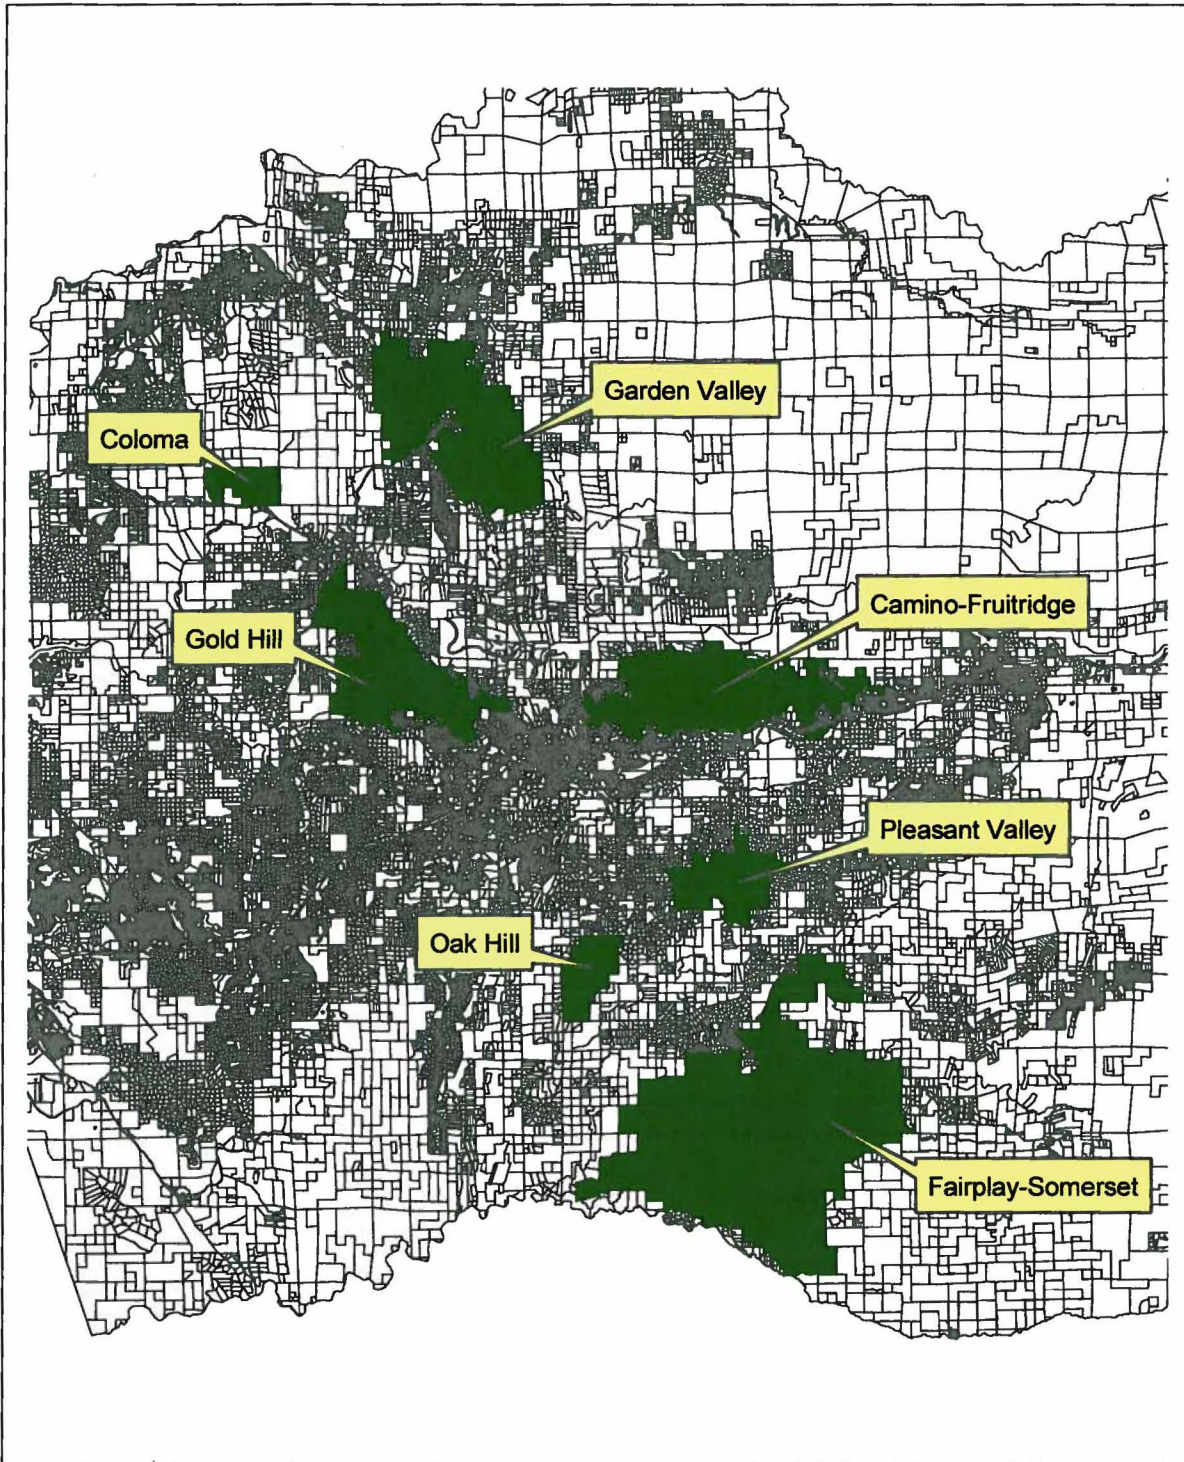 Garden Valley
Coloma
Camino-Fruitridge
Gold Hill
Pleasant Valley
Oak Hill
Fairplay-Somerset